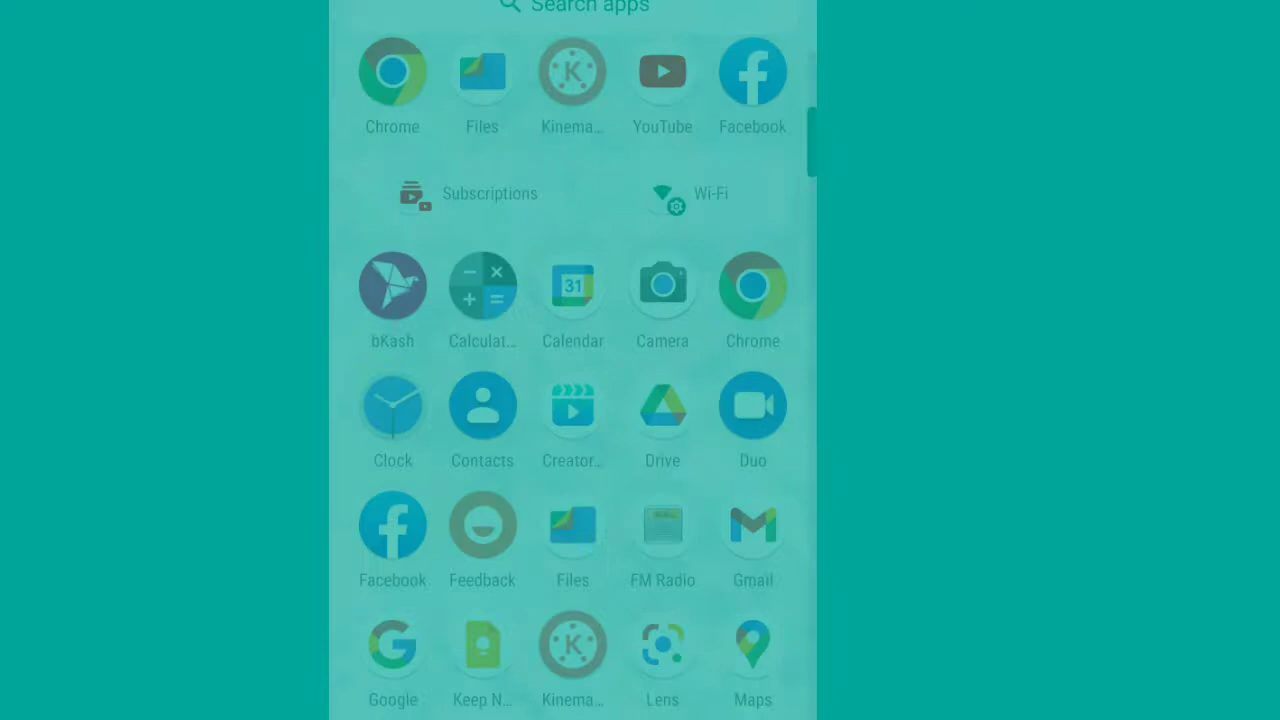 Search apps
Chrome Files Kinema... YouTube Facebook
Subscriptions Wi-Fi
31
bKash Calculat... Calendar Camera Chrome
Clock Contacts Creator... Drive Duo
Facebook Feedback Files FM Radio Gmail
Google Keep N... Kinema... Lens Maps